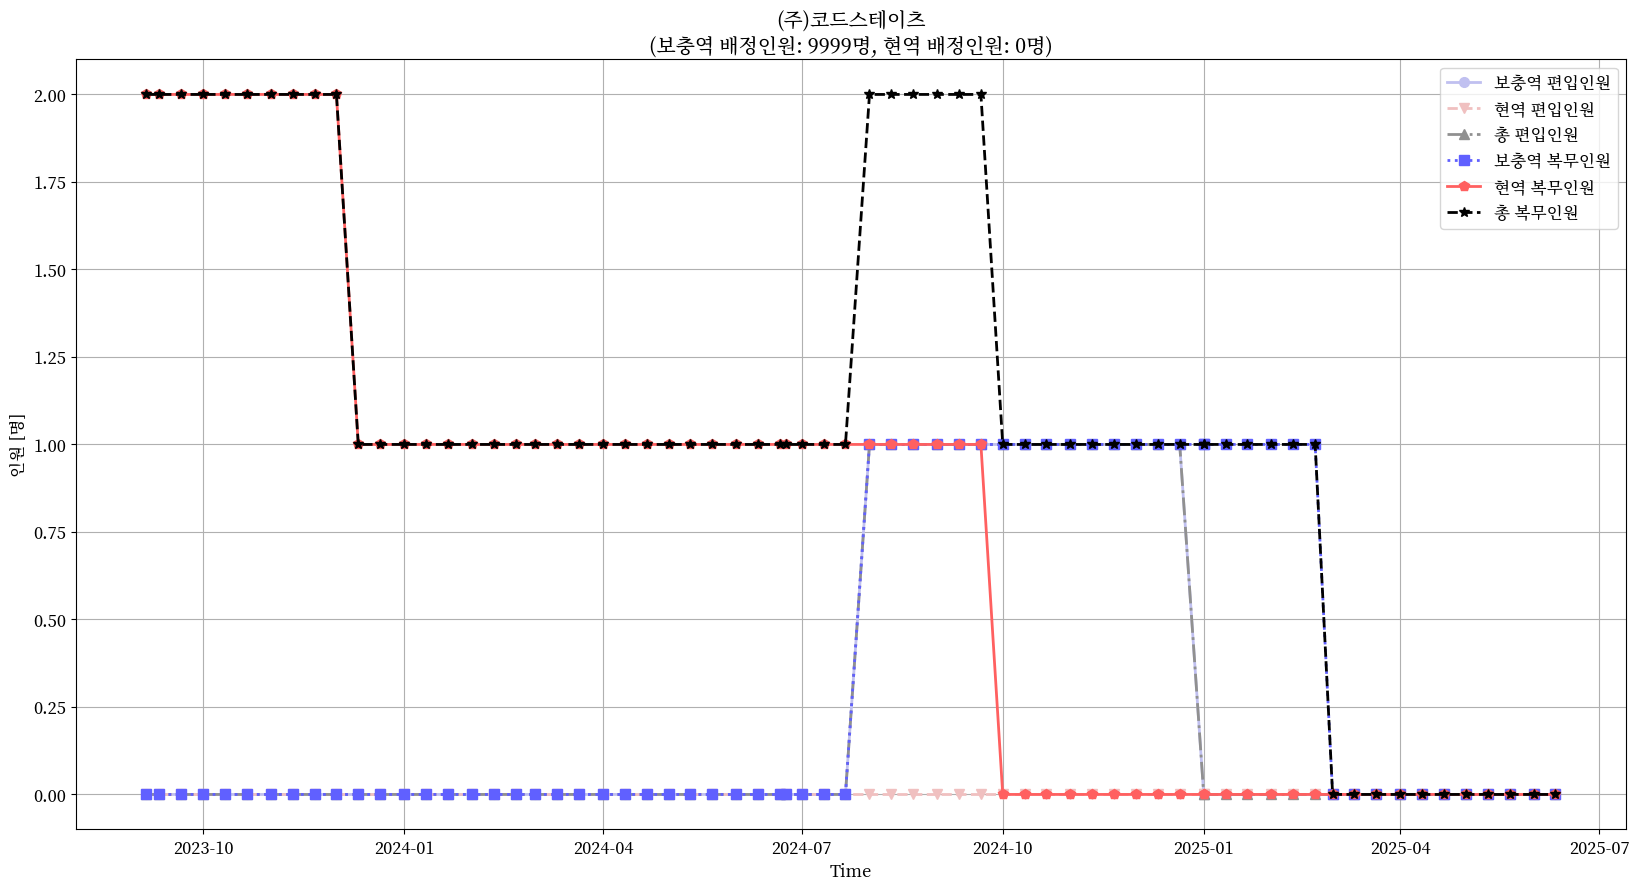 (주)코드스테이츠
(보충역 배정인원: 9999명, 현역 배정인원: 0명)
보충역 편입인원
현역 편입인원
총 편입인원
보충역 복무인원
현역 복무인원
총 복무인원
인원 [명]
2.00
1.75
1.50
1.25
1.00
0.75
0.50
0.25
0.00
2023-10
2024-01
2024-04
2024-07
2024-10
2025-01
2025-04
2025-07
Time